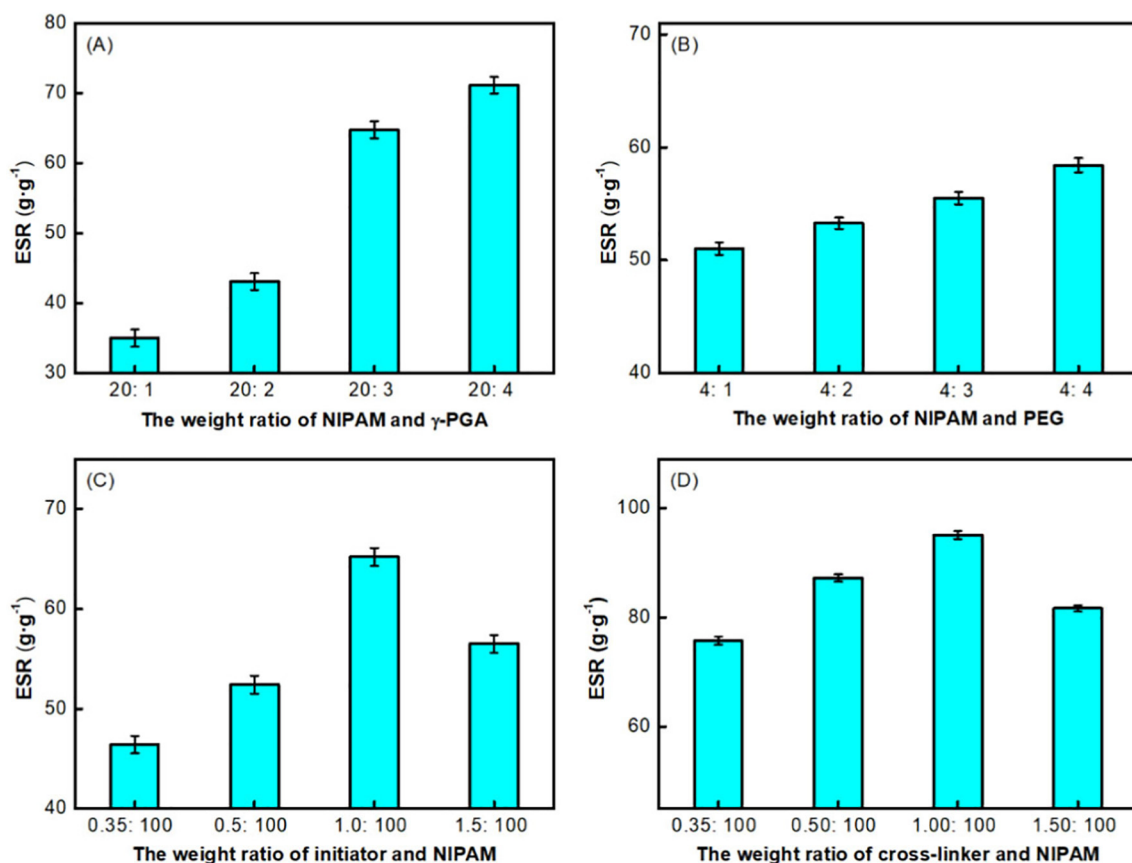 (A)
80
70
60
50
40
30
ESR (g·g⁻¹)
20: 1 20: 2 20: 3 20: 4
The weight ratio of NIPAM and γ-PGA
(B)
70
60
50
40
ESR (g·g⁻¹)
4: 1 4: 2 4: 3 4: 4
The weight ratio of NIPAM and PEG
(C)
70
60
50
40
ESR (g·g⁻¹)
0.35: 100 0.5: 100 1.0: 100 1.5: 100
The weight ratio of initiator and NIPAM
(D)
100
80
60
ESR (g·g⁻¹)
0.35: 100 0.50: 100 1.00: 100 1.50: 100
The weight ratio of cross-linker and NIPAM